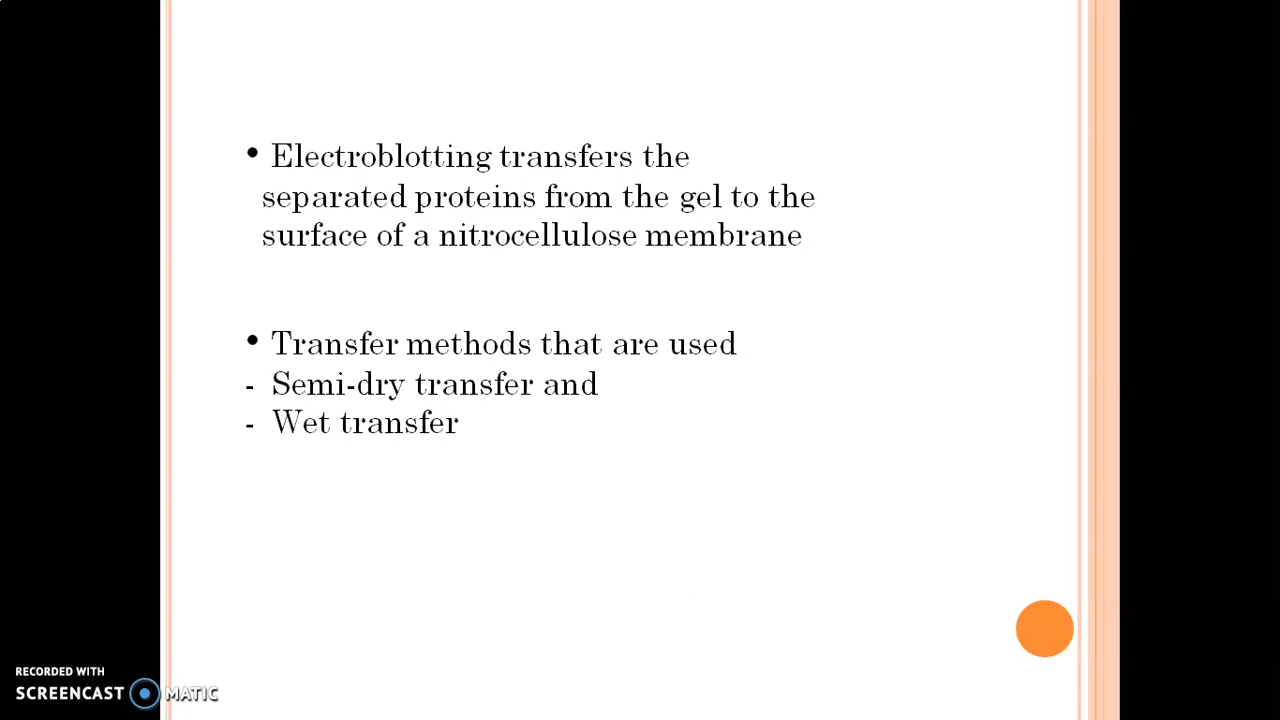 • Electroblotting transfers the
separated proteins from the gel to the
surface of a nitrocellulose membrane
• Transfer methods that are used
- Semi-dry transfer and
- Wet transfer
RECORDED WITH
SCREENCAST MATIC